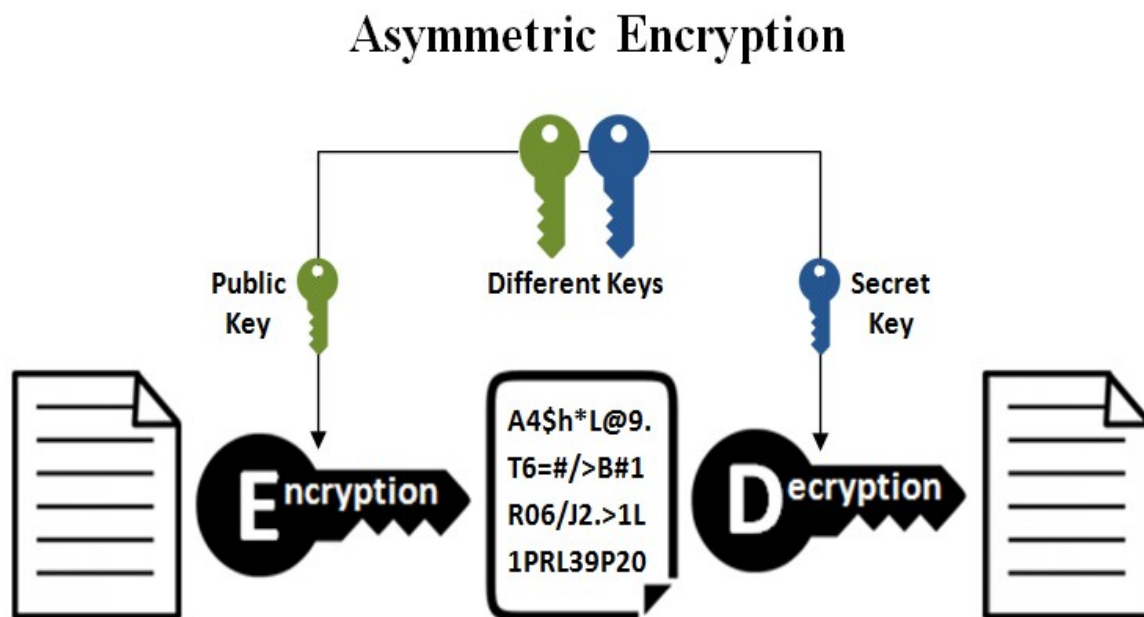 Asymmetric Encryption
Public
Key
Different Keys
Secret
Key
Encryption
A4$h*L@9.
T6=#/>B#1
R06/J2.>1L
1PRL39P20
Decryption